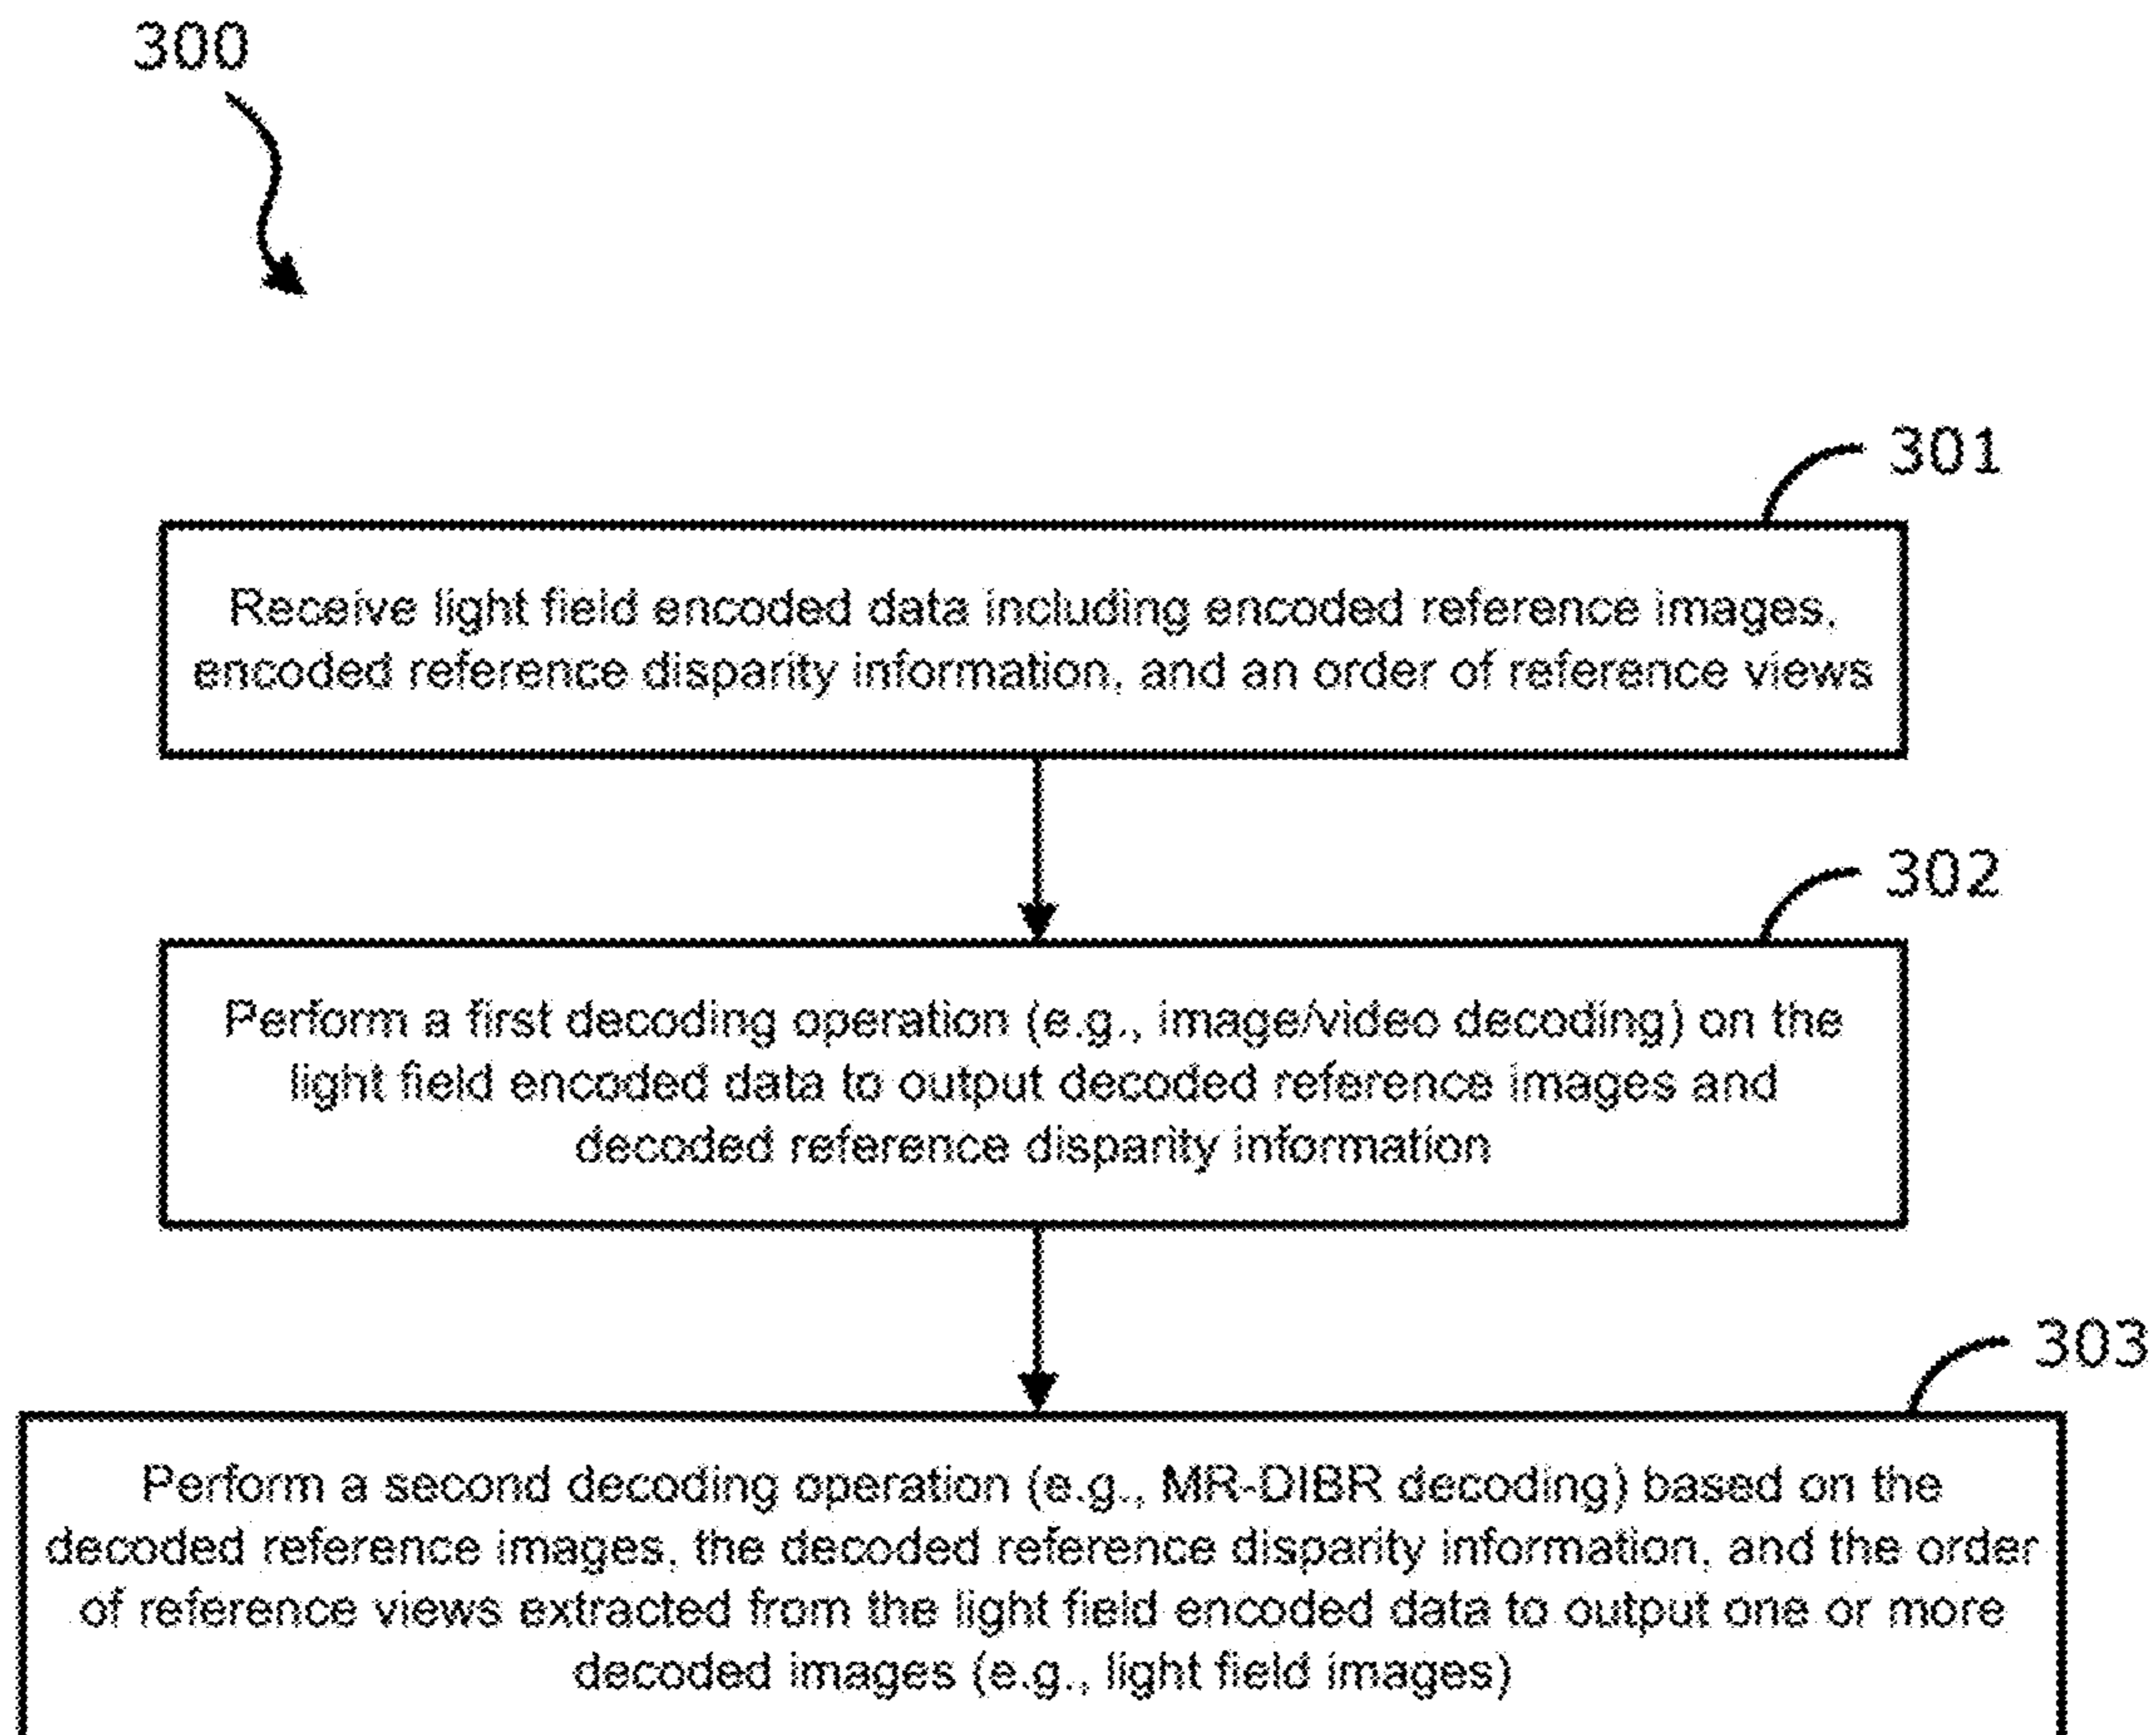 300
301
Receive light field encoded data including encoded reference images,
encoded reference disparity information, and an order of reference views
302
Perform a first decoding operation (e.g., image/video decoding) on the
light field encoded data to output decoded reference images and
decoded reference disparity information
303
Perform a second decoding operation (e.g., MR-DIBR decoding) based on the
decoded reference images, the decoded reference disparity information, and the order
of reference views extracted from the light field encoded data to output one or more
decoded images (e.g., light field images)